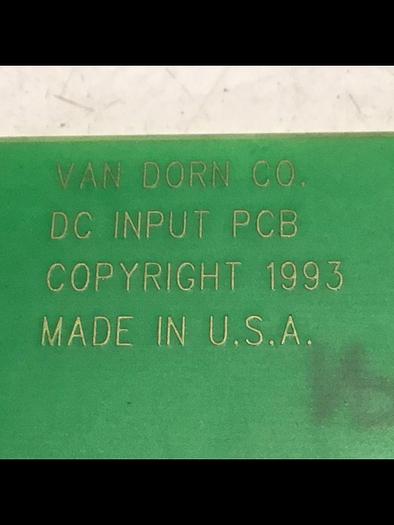 VAN DORN CO.
DC INPUT PCB
COPYRIGHT 1993
MADE IN U.S.A.